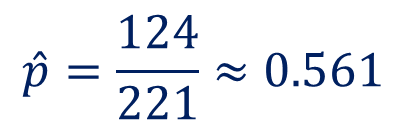 p̂ = 124/221 ≈ 0.561